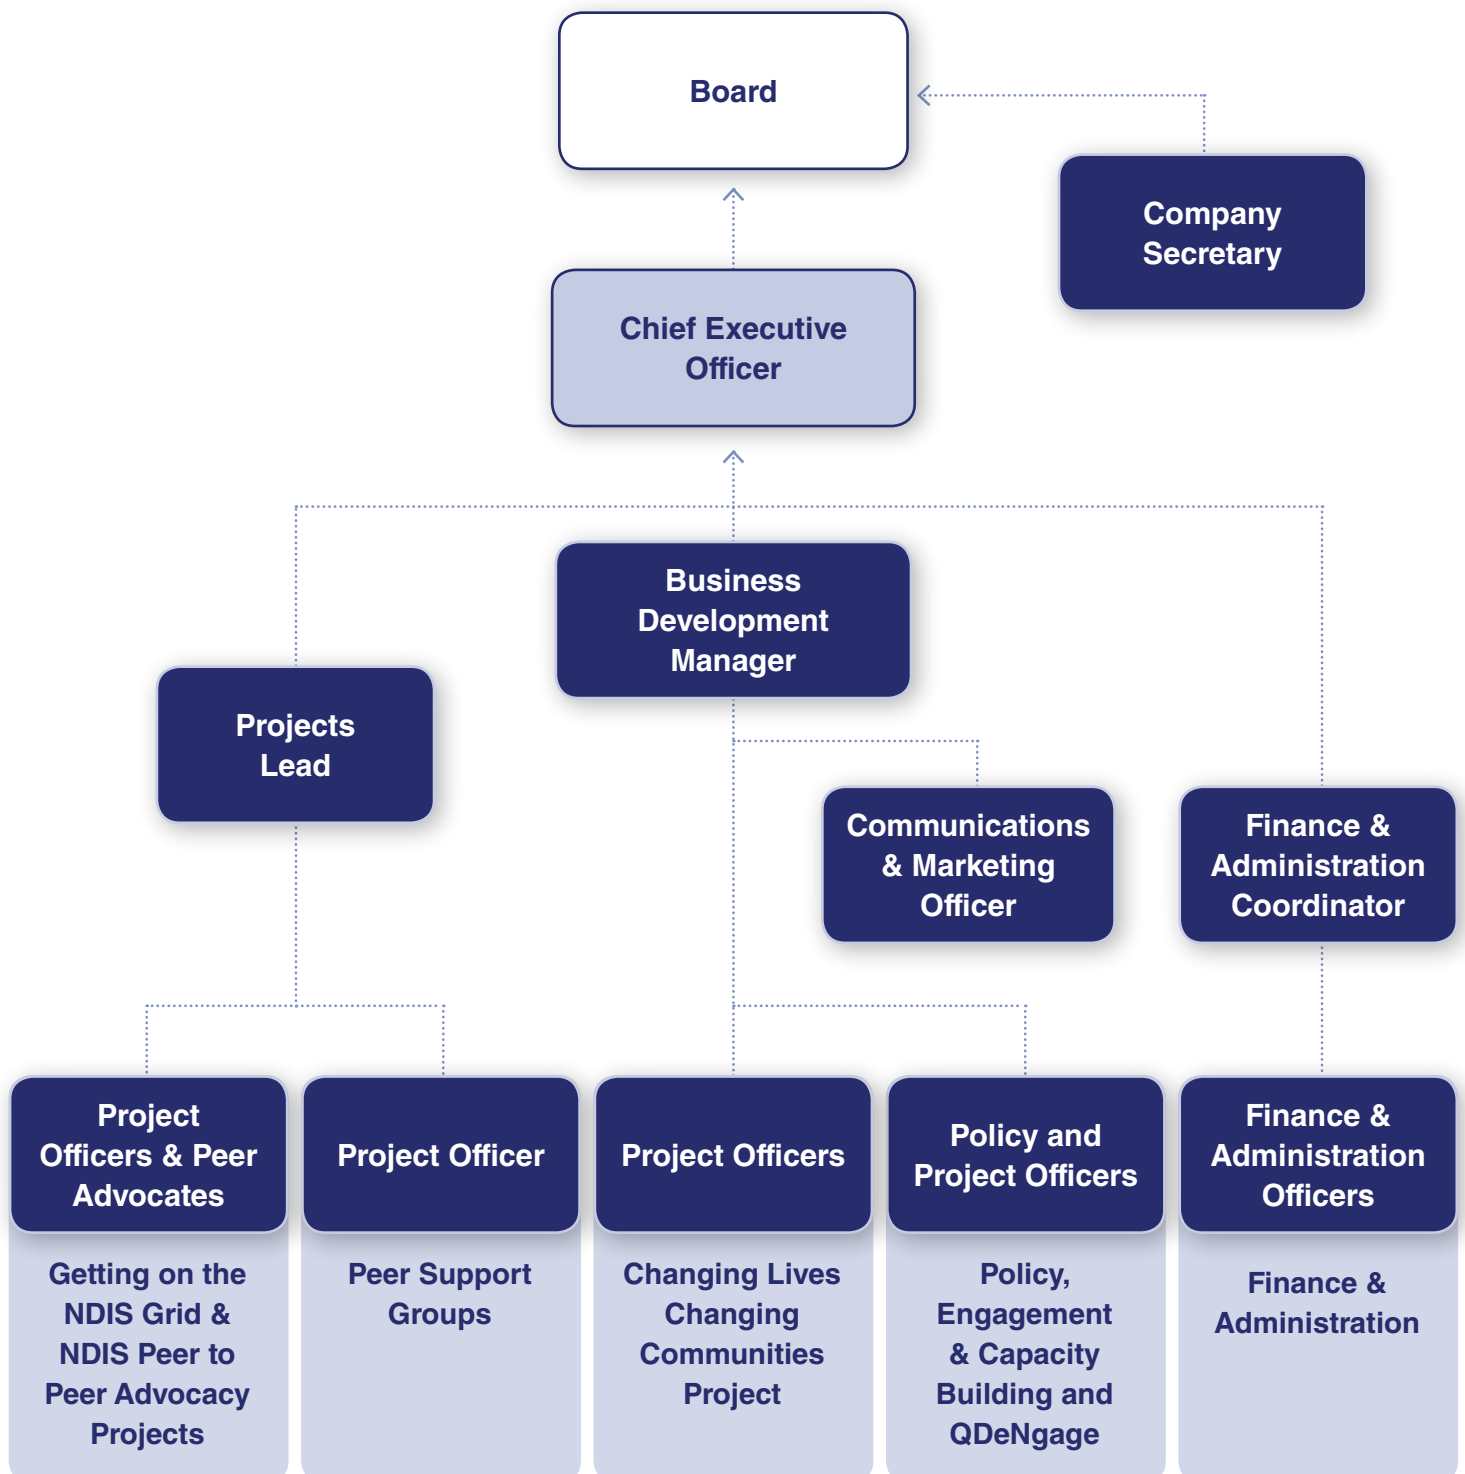 Board
Company
Secretary
Chief Executive
Officer
Business
Development
Manager
Projects
Lead
Communications
& Marketing
Officer
Finance &
Administration
Coordinator
Project
Officers & Peer
Advocates
Project Officer
Project Officers
Policy and
Project Officers
Finance &
Administration
Officers
Getting on the
NDIS Grid &
NDIS Peer to
Peer Advocacy
Projects
Peer Support
Groups
Changing Lives
Changing
Communities
Project
Policy,
Engagement
& Capacity
Building and
QDeNgage
Finance &
Administration